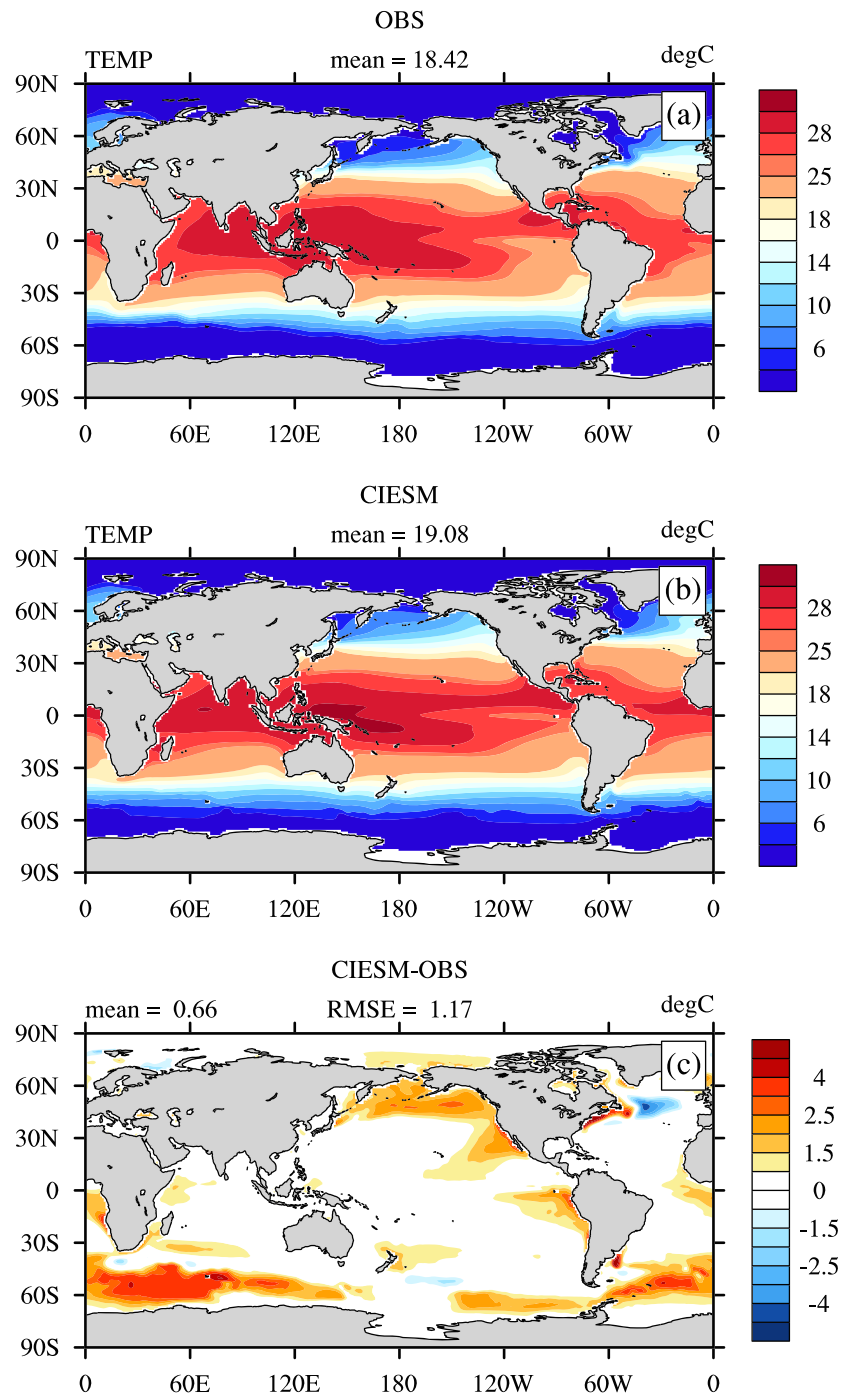 OBS
TEMP mean = 18.42 degC
90N
(a)
60N
30N
0
30S
60S
90S
0 60E 120E 180 120W 60W 0
28
25
18
14
10
6
CIESM
TEMP mean = 19.08 degC
90N
(b)
60N
30N
0
30S
60S
90S
0 60E 120E 180 120W 60W 0
28
25
18
14
10
6
CIESM-OBS
mean = 0.66 RMSE = 1.17 degC
90N
(c)
60N
30N
0
30S
60S
90S
0 60E 120E 180 120W 60W 0
4
2.5
1.5
0
-1.5
-2.5
-4